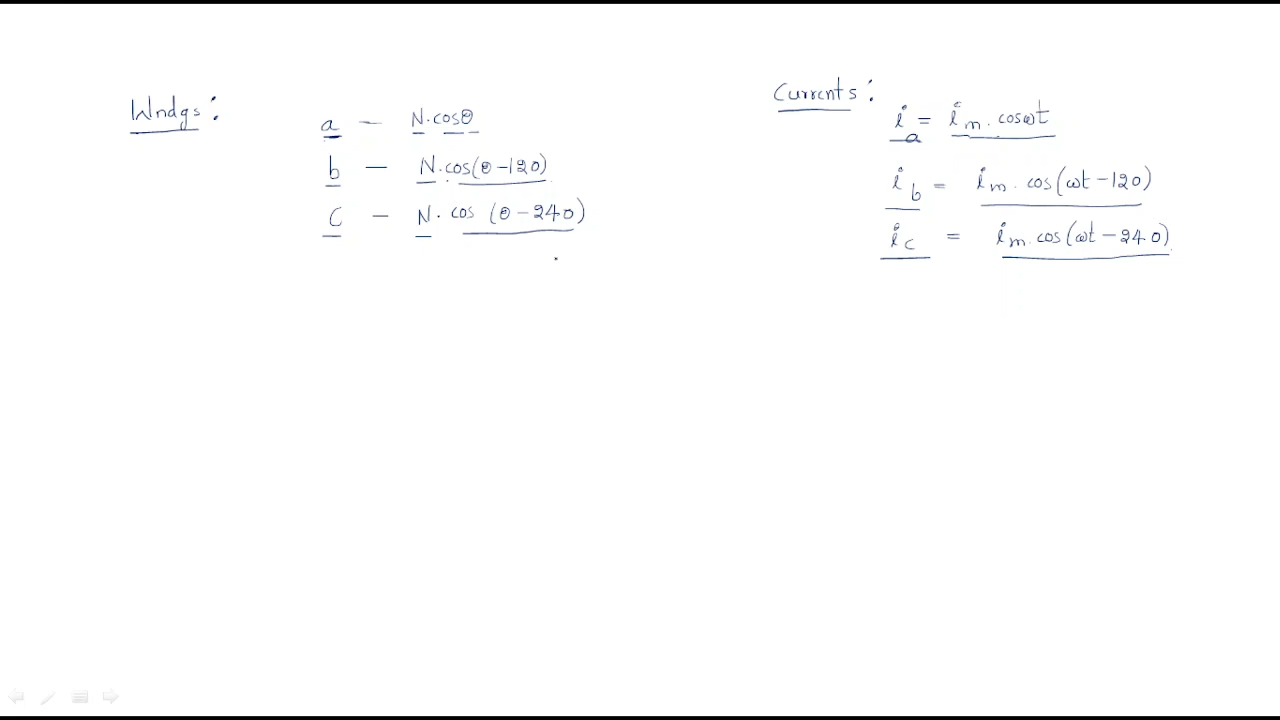 Wndgs :
a - N.cosθ
b - N.cos(θ-120)
C - N. cos (θ-240)
Currents :
i_a = i_m. cosωt
i_b = i_m. cos(ωt-120)
i_c = i_m. cos(ωt-240)